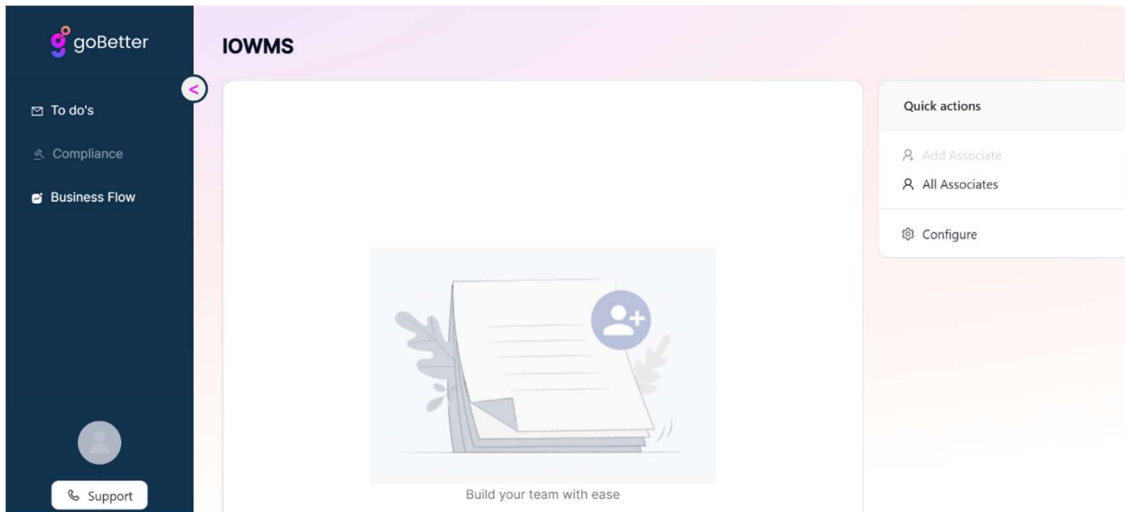 goBetter
To do's
Compliance
Business Flow
Support
IOWMS
Build your team with ease
Quick actions
Add Associate
All Associates
Configure